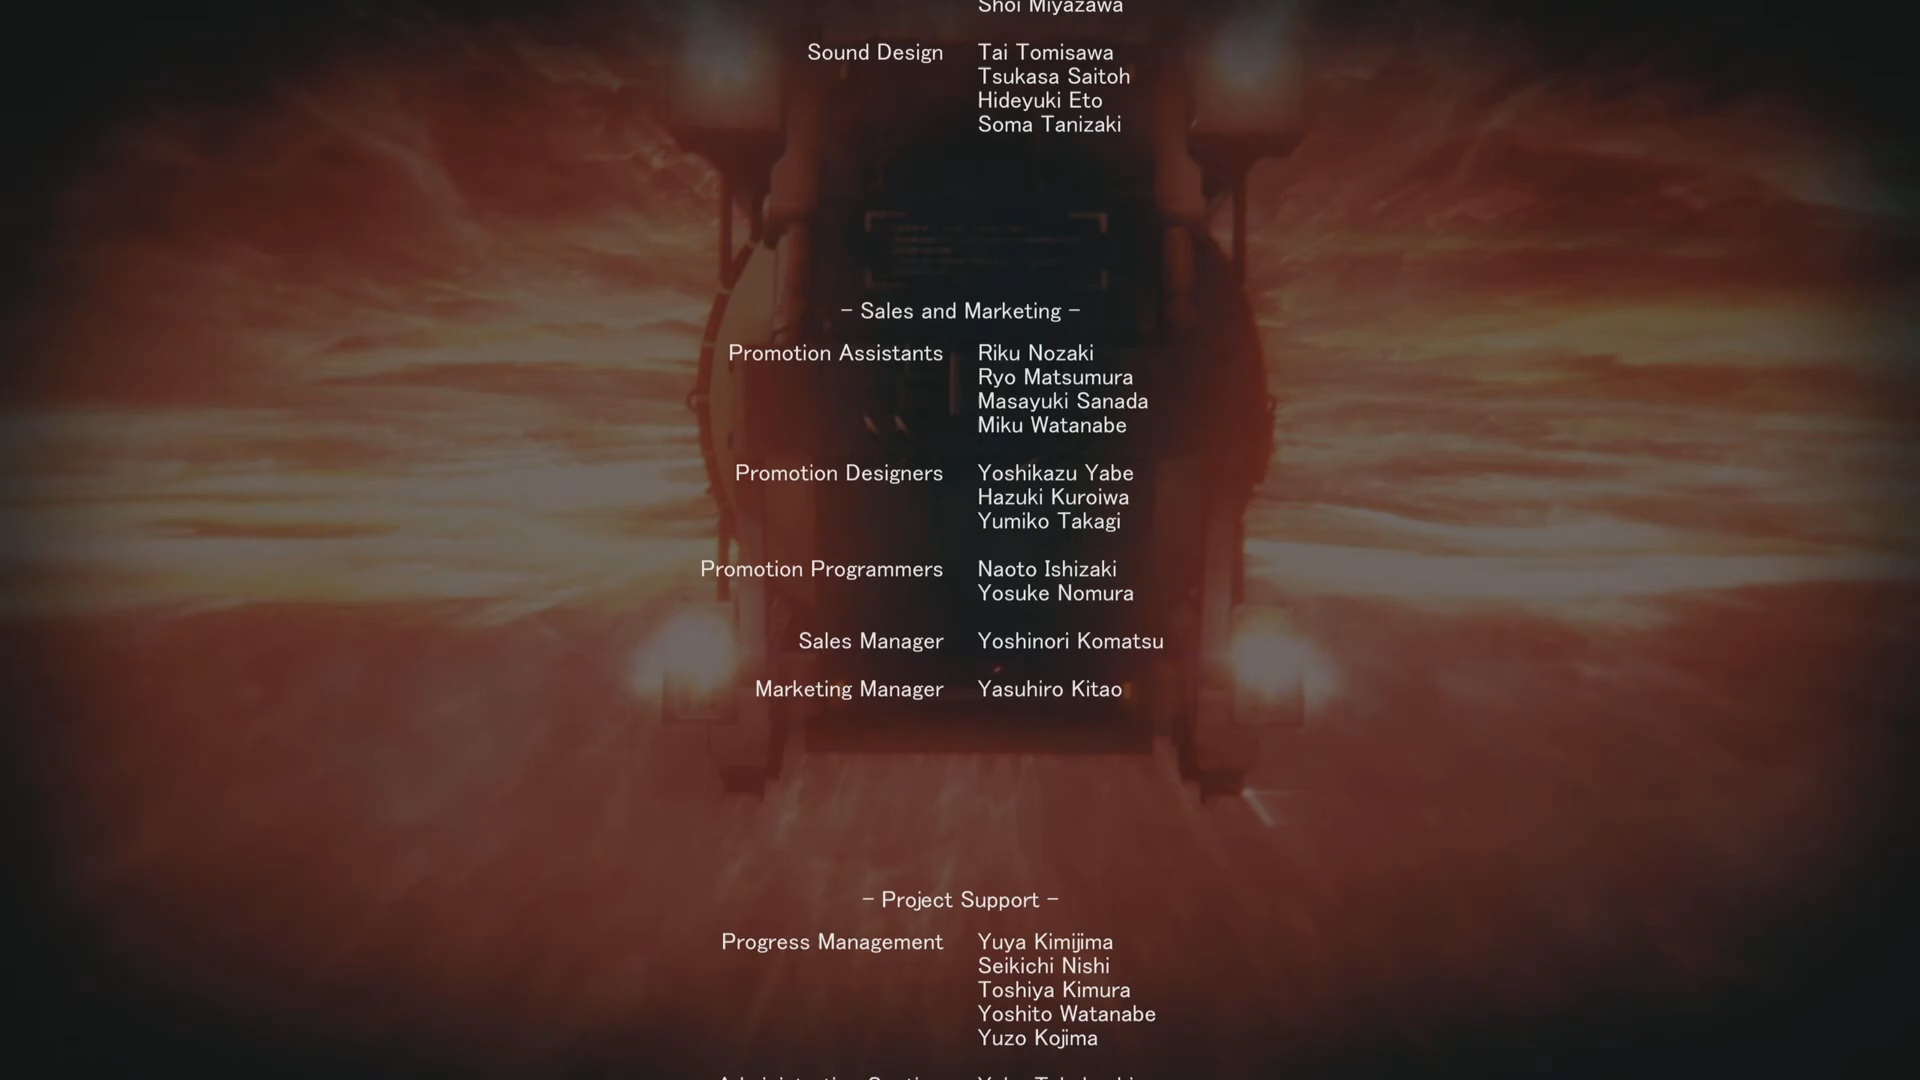 Shoi Miyazawa
Sound Design Tai Tomisawa
Tsukasa Saitoh
Hideyuki Eto
Soma Tanizaki
- Sales and Marketing -
Promotion Assistants Riku Nozaki
Ryo Matsumura
Masayuki Sanada
Miku Watanabe
Promotion Designers Yoshikazu Yabe
Hazuki Kuroiwa
Yumiko Takagi
Promotion Programmers Naoto Ishizaki
Yosuke Nomura
Sales Manager Yoshinori Komatsu
Marketing Manager Yasuhiro Kitao
- Project Support -
Progress Management Yuya Kimijima
Seikichi Nishi
Toshiya Kimura
Yoshito Watanabe
Yuzo Kojima